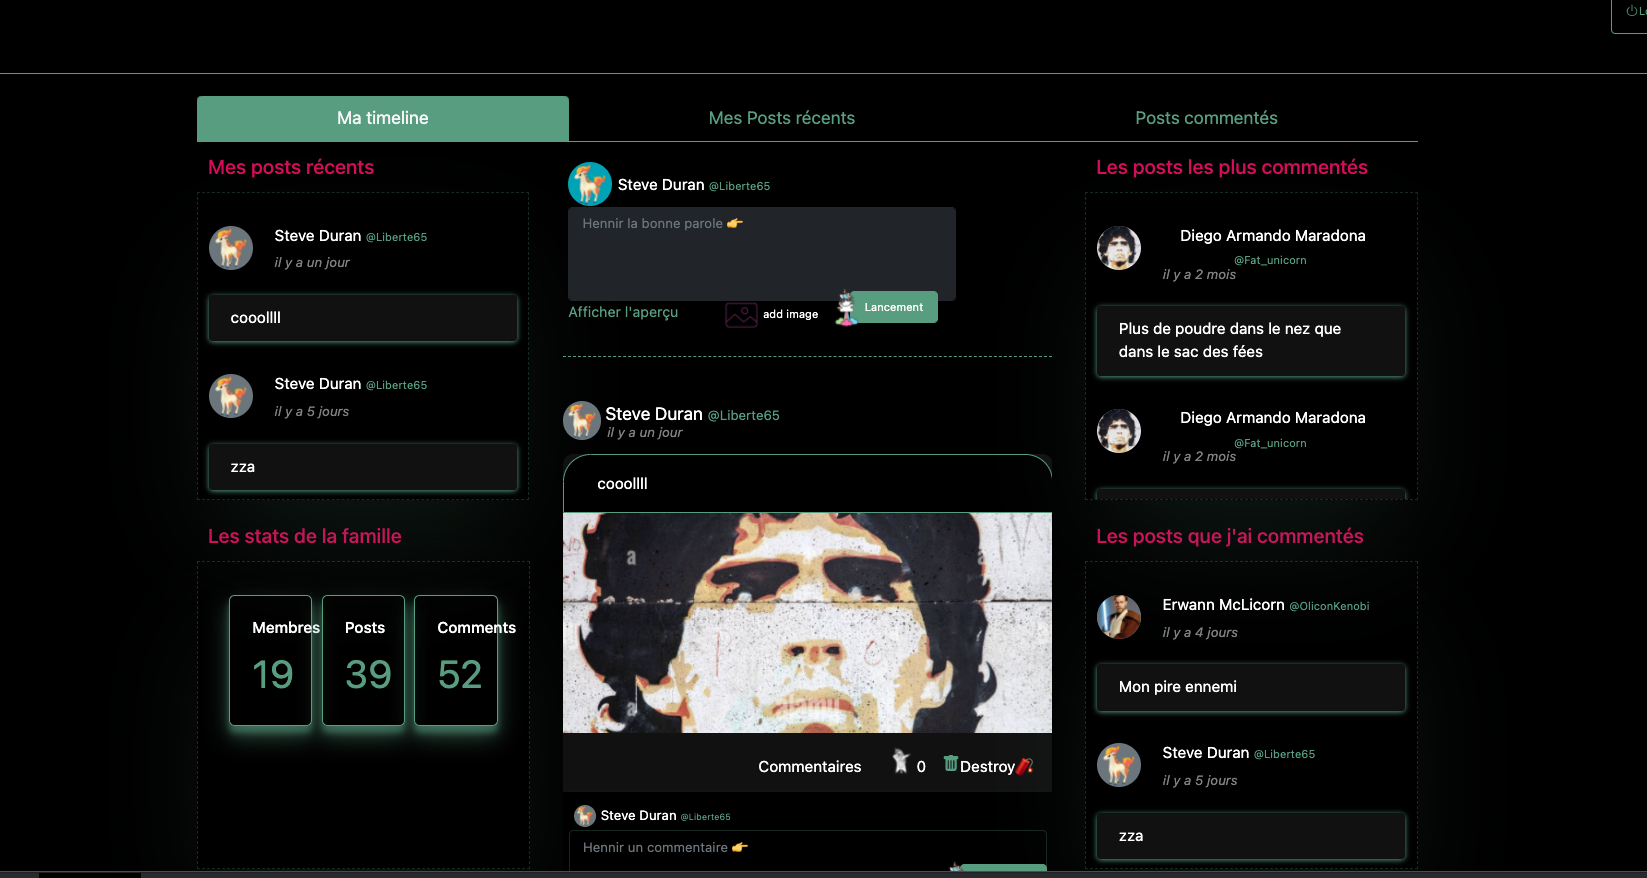 Ma timeline
Mes Posts récents
Posts commentés
Mes posts récents
Steve Duran @Liberte65
il y a un jour
cooollll
Steve Duran @Liberte65
il y a 5 jours
zza
Les stats de la famille
Membres
19
Posts
39
Comments
52
Steve Duran @Liberte65
Hennir la bonne parole 👉
Afficher l'aperçu
add image
Lancement
Steve Duran @Liberte65
il y a un jour
cooollll
a
a
a
alamy
Commentaires
0
Destroy
Steve Duran @Liberte65
Hennir un commentaire 👉
Les posts les plus commentés
Diego Armando Maradona
@Fat_unicorn
il y a 2 mois
Plus de poudre dans le nez que
dans le sac des fées
Diego Armando Maradona
@Fat_unicorn
il y a 2 mois
Les posts que j'ai commentés
Erwann McLicorn @OliconKenobi
il y a 4 jours
Mon pire ennemi
Steve Duran @Liberte65
il y a 5 jours
zza